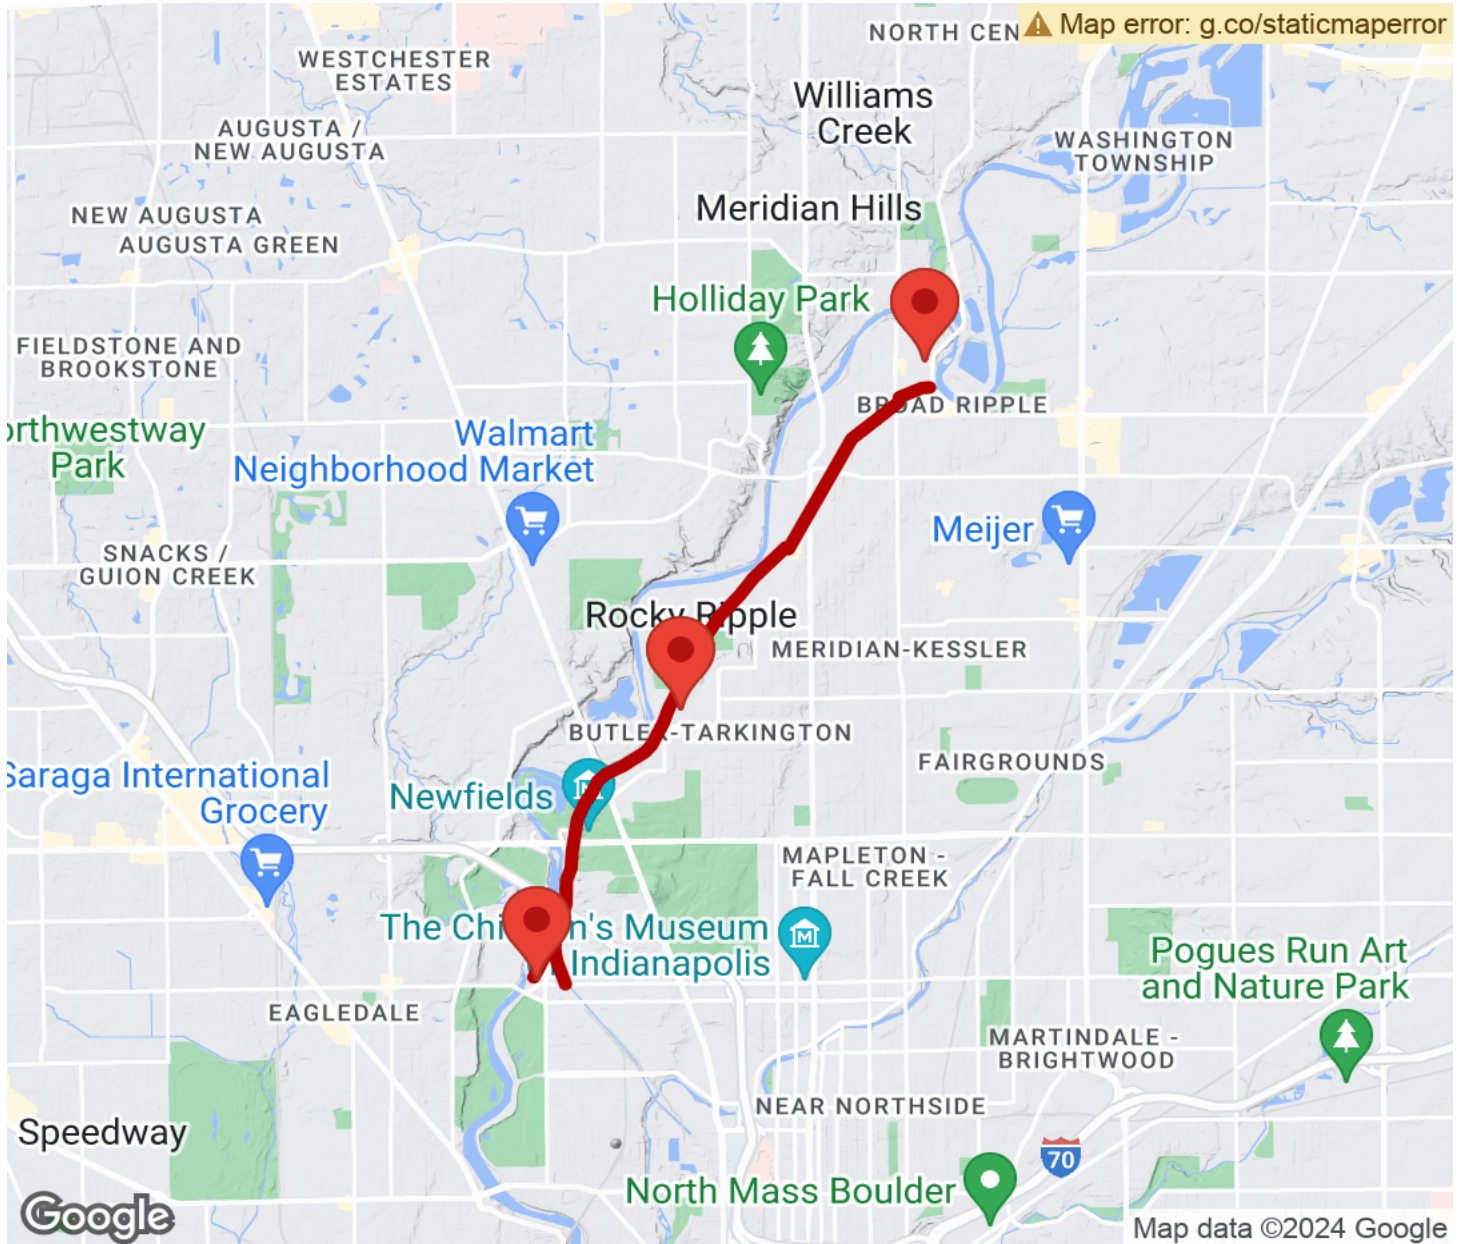 NORTH CEN
Map error: g.co/staticmaperror
WESTCHESTER
ESTATES
Williams
Creek
AUGUSTA /
NEW AUGUSTA
WASHINGTON
TOWNSHIP
NEW AUGUSTA
AUGUSTA GREEN
Meridian Hills
Holliday Park
FIELDSTONE AND
BROOKSTONE
BROAD RIPPLE
orthwestway
Park
Walmart
Neighborhood Market
Meijer
SNACKS /
GUION CREEK
Rocky Ripple
MERIDIAN-KESSLER
BUTLER-TARKINGTON
FAIRGROUNDS
Saraga International
Grocery
Newfields
M
MAPLETON -
FALL CREEK
The Children's Museum
of Indianapolis
M
Pogues Run Art
and Nature Park
EAGLEDALE
MARTINDALE -
BRIGHTWOOD
NEAR NORTHSIDE
Speedway
70
North Mass Boulder
Google
Map data ©2024 Google